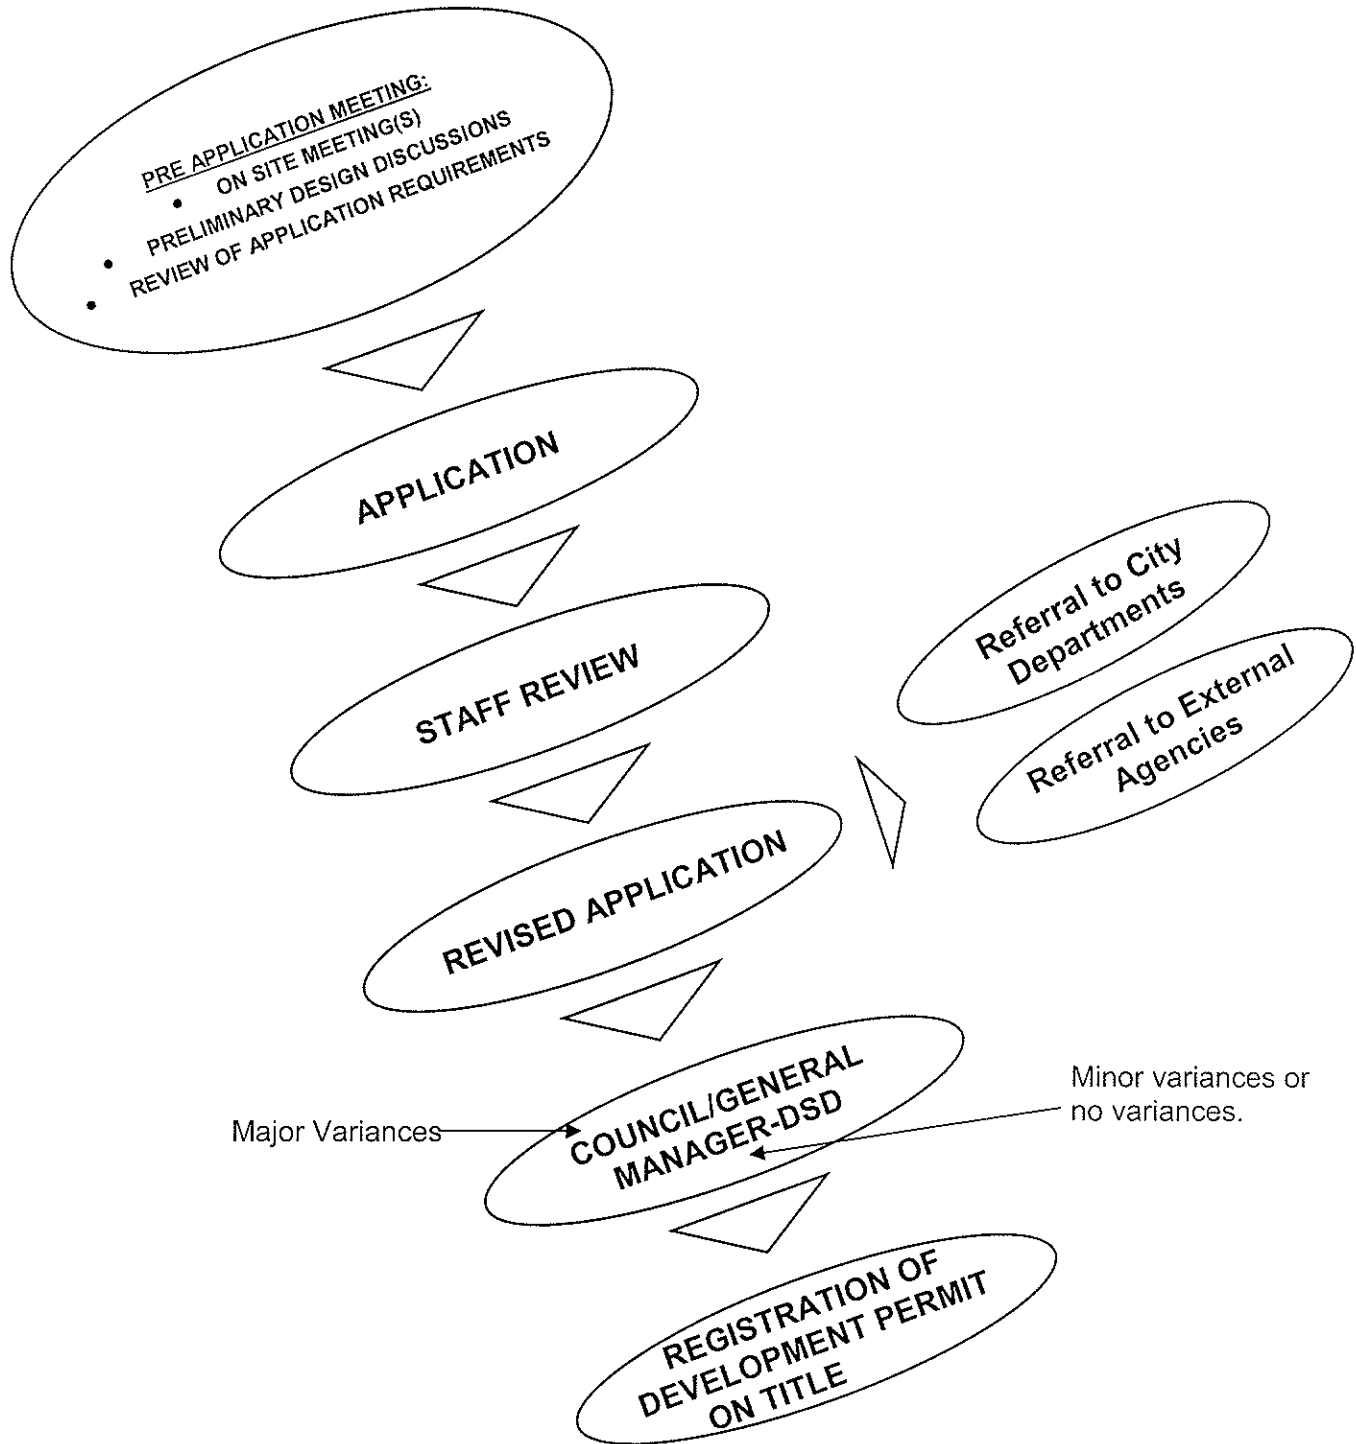 PRE APPLICATION MEETING:
• ON SITE MEETING(S)
• PRELIMINARY DESIGN DISCUSSIONS
• REVIEW OF APPLICATION REQUIREMENTS
APPLICATION
STAFF REVIEW
Referral to City
Departments
Referral to External
Agencies
REVISED APPLICATION
COUNCIL/GENERAL
MANAGER-DSD
Major Variances
Minor variances or
no variances.
REGISTRATION OF
DEVELOPMENT PERMIT
ON TITLE